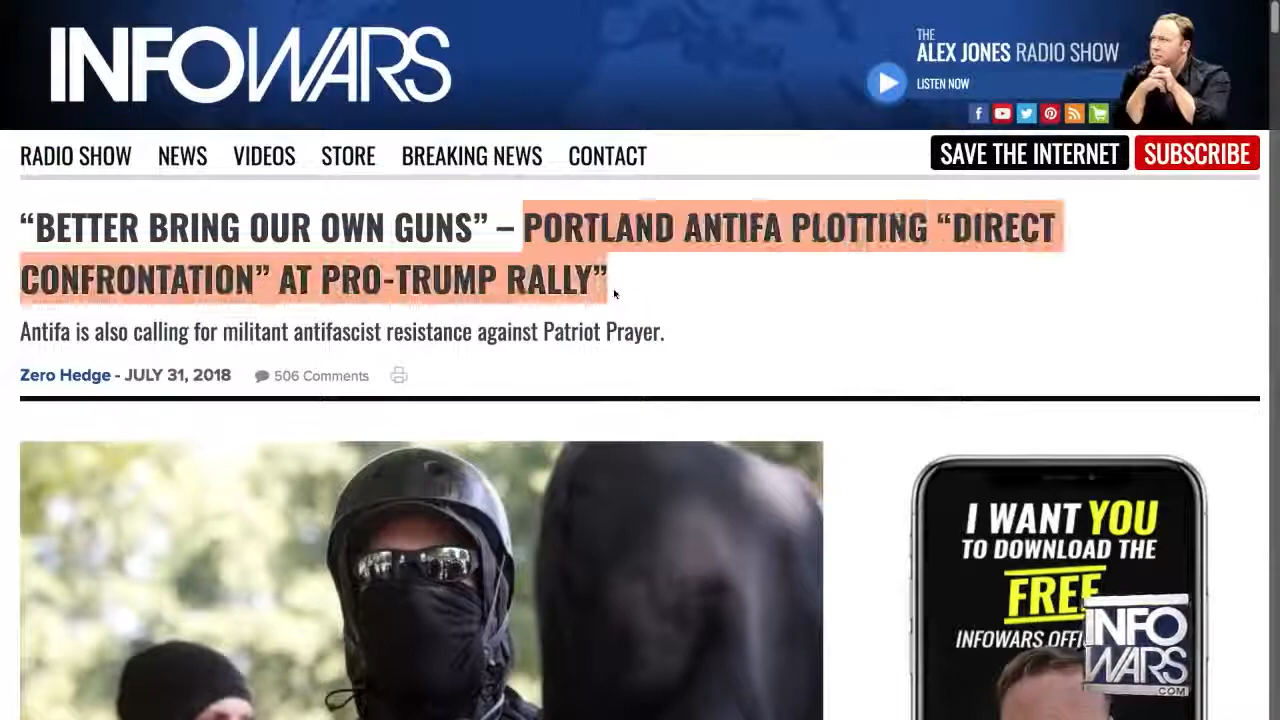 INFOWARS
THE
ALEX JONES RADIO SHOW
LISTEN NOW
RADIO SHOW NEWS VIDEOS STORE BREAKING NEWS CONTACT
SAVE THE INTERNET SUBSCRIBE
“BETTER BRING OUR OWN GUNS” – PORTLAND ANTIFA PLOTTING “DIRECT
CONFRONTATION” AT PRO-TRUMP RALLY”
Antifa is also calling for militant antifascist resistance against Patriot Prayer.
Zero Hedge - JULY 31, 2018 506 Comments
I WANT YOU
TO DOWNLOAD THE
FREE
INFOWARS
INFO
WARS
.COM